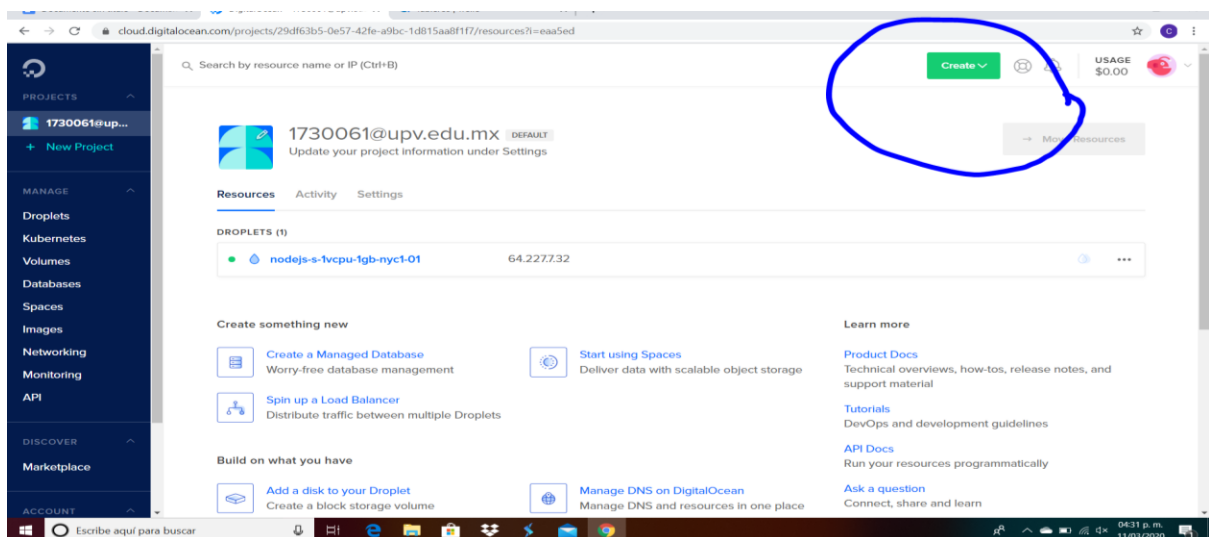 cloud.digitalocean.com/projects/29df63b5-0e57-42fe-a9bc-1d815aa8f1f7/resources?i=eaa5ed
C
Search by resource name or IP (Ctrl+B)
Create
USAGE
$0.00
PROJECTS
1730061@up...
+ New Project
MANAGE
Droplets
Kubernetes
Volumes
Databases
Spaces
Images
Networking
Monitoring
API
DISCOVER
Marketplace
ACCOUNT
1730061@upv.edu.mx DEFAULT
Update your project information under Settings
→ Move Resources
Resources Activity Settings
DROPLETS (1)
nodejs-s-1vcpu-1gb-nyc1-01 64.227.7.32
Create something new
Create a Managed Database
Worry-free database management
Start using Spaces
Deliver data with scalable object storage
Spin up a Load Balancer
Distribute traffic between multiple Droplets
Build on what you have
Add a disk to your Droplet
Create a block storage volume
Manage DNS on DigitalOcean
Manage DNS and resources in one place
Learn more
Product Docs
Technical overviews, how-tos, release notes, and
support material
Tutorials
DevOps and development guidelines
API Docs
Run your resources programmatically
Ask a question
Connect, share and learn
Escribe aquí para buscar
04:31 p. m.
11/03/2020